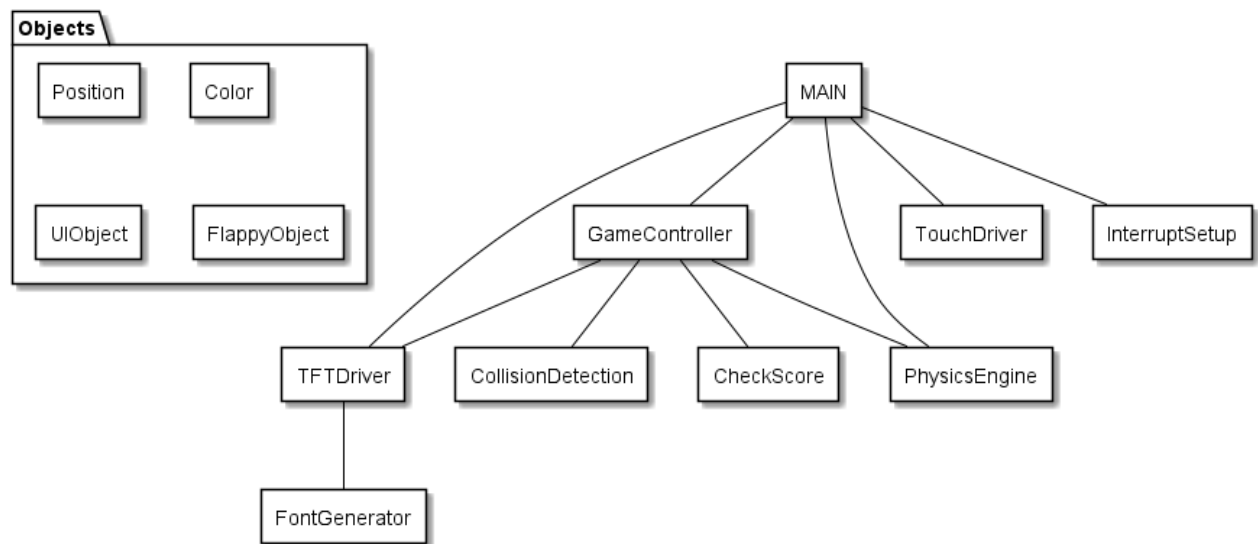 Objects
Position
Color
UIObject
FlappyObject
MAIN
GameController
TouchDriver
InterruptSetup
TFTDriver
CollisionDetection
CheckScore
PhysicsEngine
FontGenerator